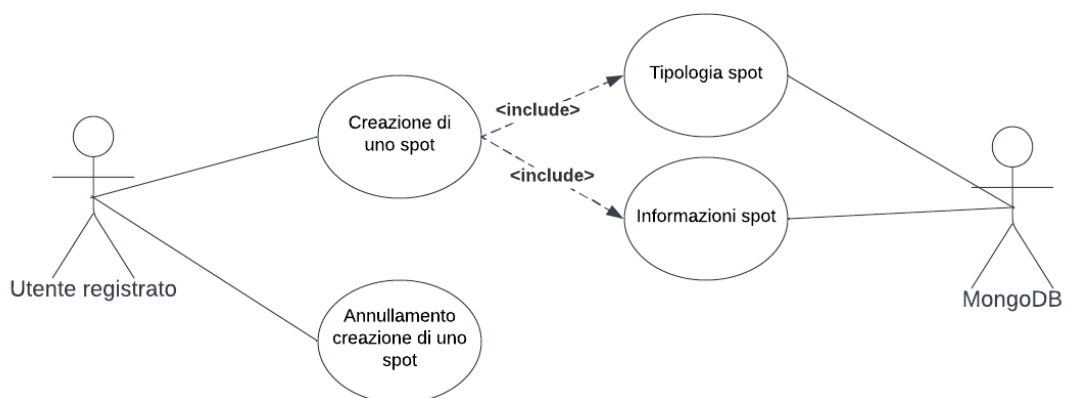 Tipologia spot
<include>
Creazione di
uno spot
<include>
Informazioni spot
Utente registrato
MongoDB
Annullamento
creazione di uno
spot